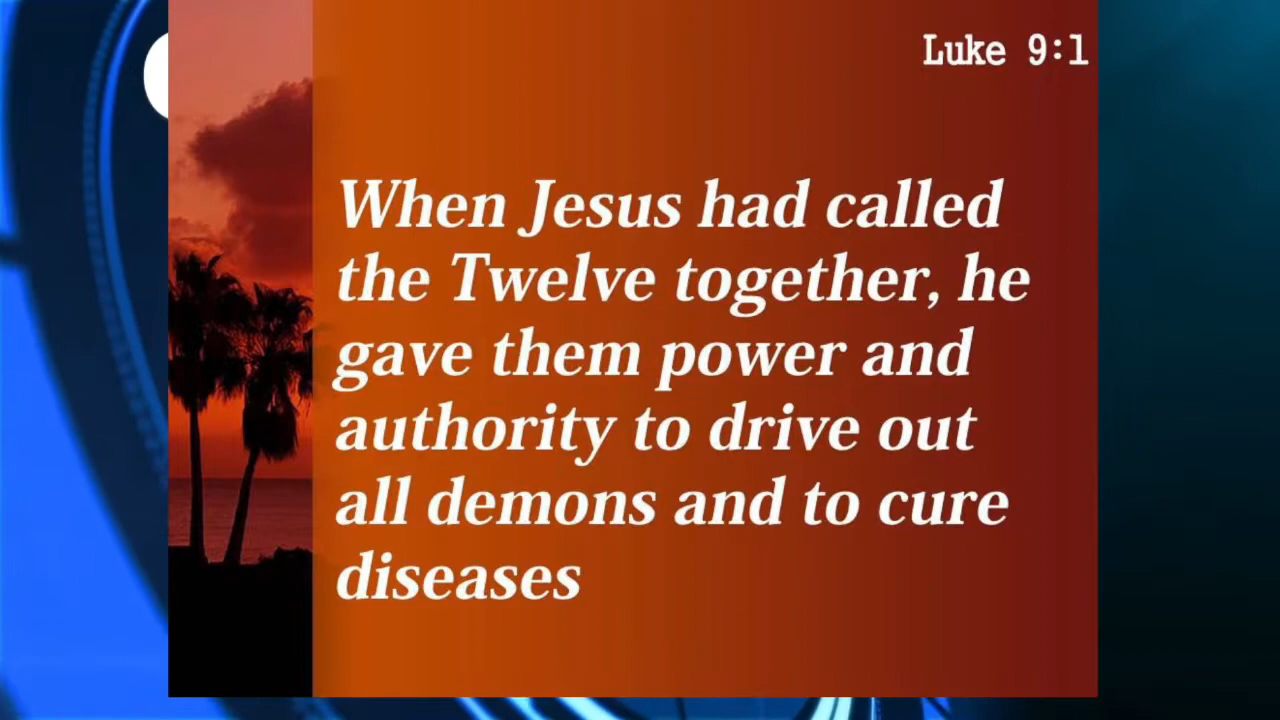 Luke 9:1
When Jesus had called
the Twelve together, he
gave them power and
authority to drive out
all demons and to cure
diseases